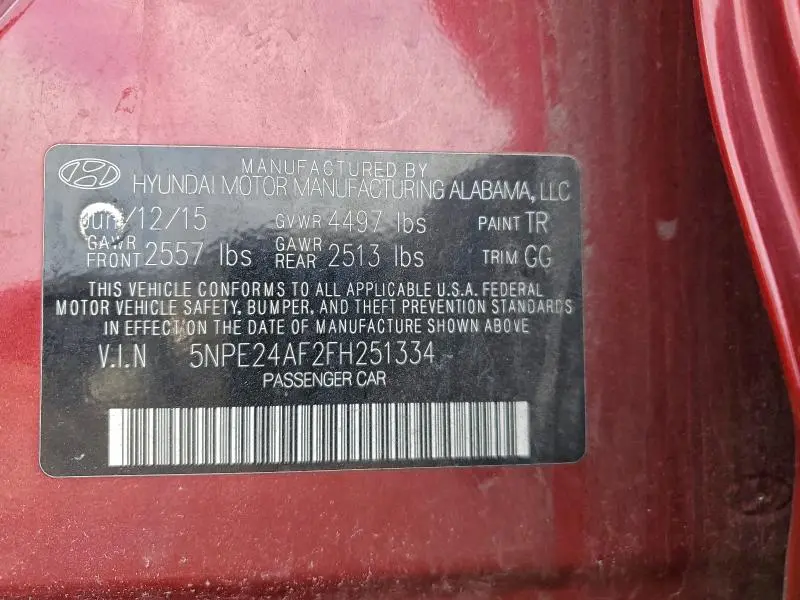 MANUFACTURED BY
HYUNDAI MOTOR MANUFACTURING ALABAMA, LLC
Jun/12/15 GVWR 4497 lbs PAINT TR
GAWR FRONT 2557 lbs GAWR REAR 2513 lbs TRIM GG
THIS VEHICLE CONFORMS TO ALL APPLICABLE U.S.A. FEDERAL
MOTOR VEHICLE SAFETY, BUMPER, AND THEFT PREVENTION STANDARDS
IN EFFECT ON THE DATE OF MANUFACTURE SHOWN ABOVE
V.I.N 5NPE24AF2FH251334
PASSENGER CAR